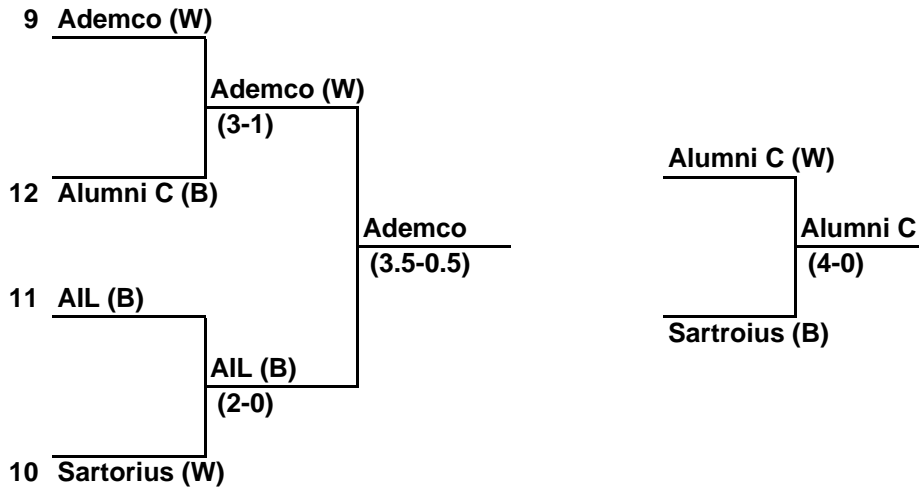 9 Ademco (W)
Ademco (W)
(3-1)
12 Alumni C (B)
Ademco
(3.5-0.5)
11 AIL (B)
AIL (B)
(2-0)
10 Sartorius (W)
Alumni C (W)
Alumni C
(4-0)
Sartroius (B)